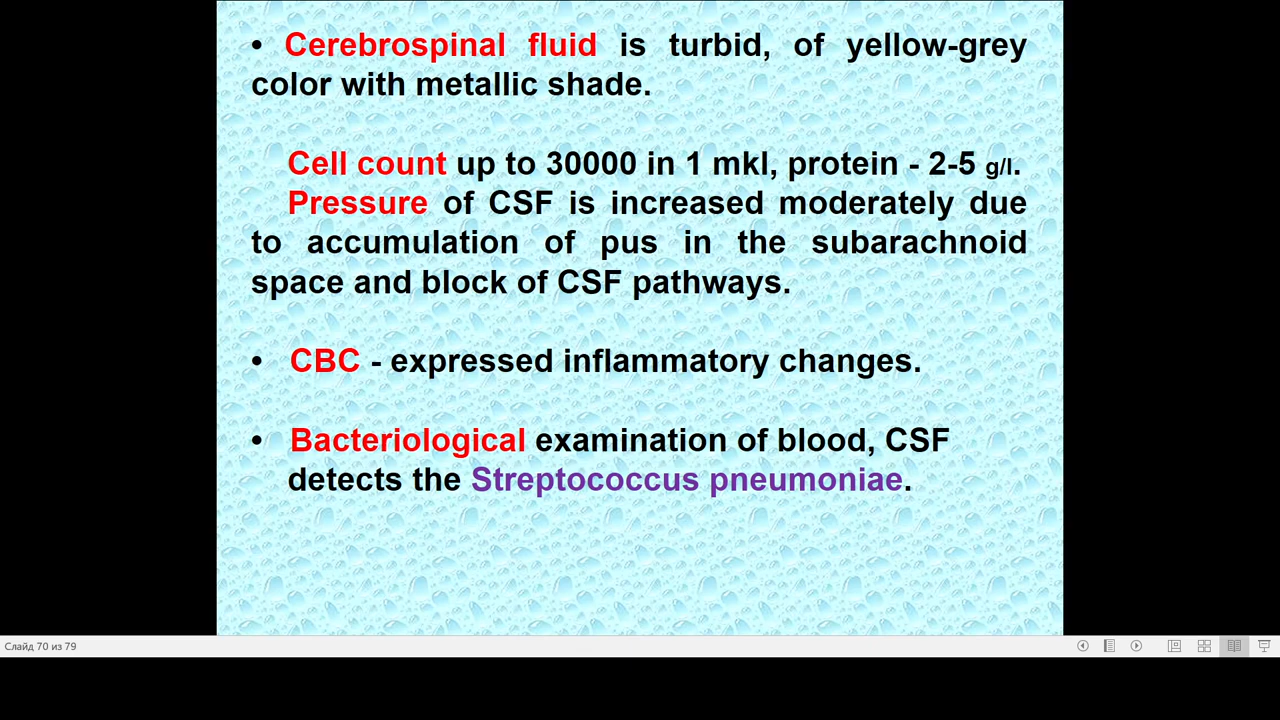 • Cerebrospinal fluid is turbid, of yellow-grey
color with metallic shade.
Cell count up to 30000 in 1 mkl, protein - 2-5 g/l.
Pressure of CSF is increased moderately due
to accumulation of pus in the subarachnoid
space and block of CSF pathways.
• CBC - expressed inflammatory changes.
• Bacteriological examination of blood, CSF
detects the Streptococcus pneumoniae.
Слайд 70 из 79